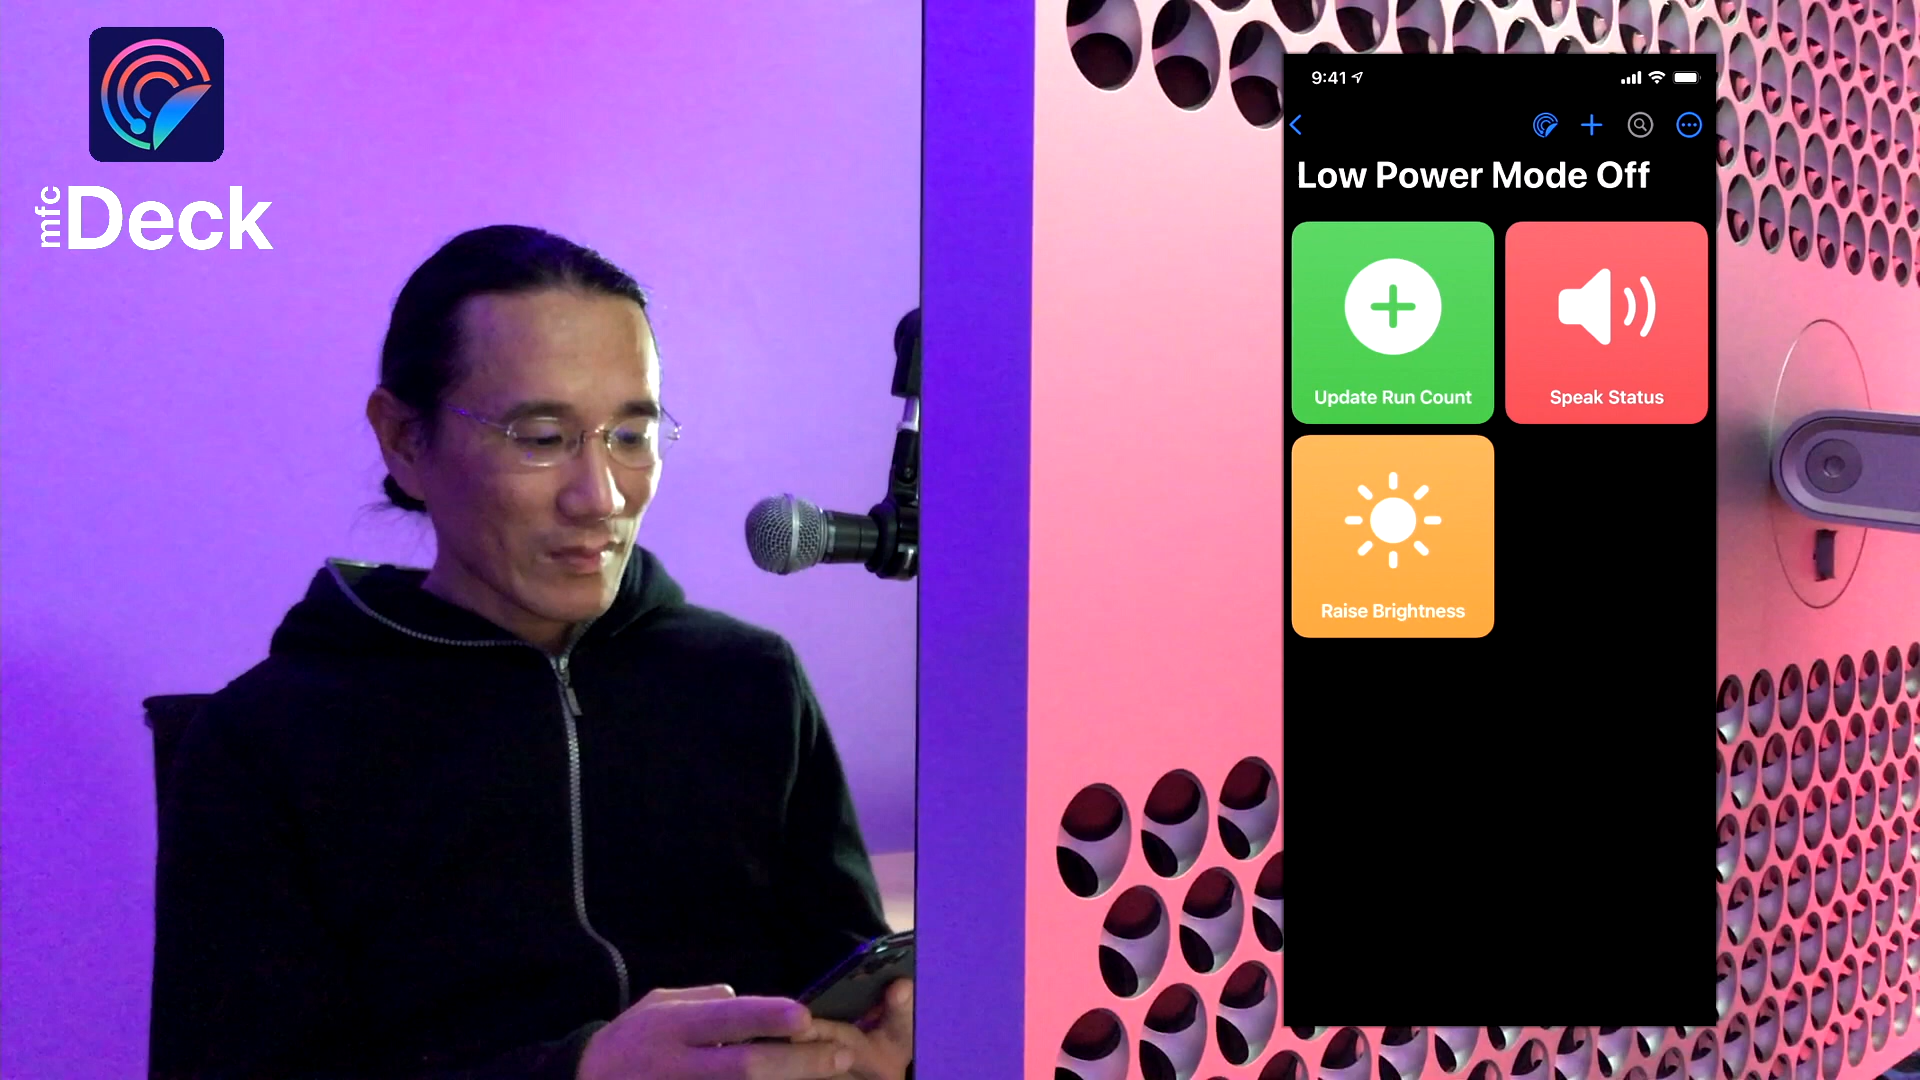 mfc
Deck
9:41
Low Power Mode Off
Update Run Count
Speak Status
Raise Brightness